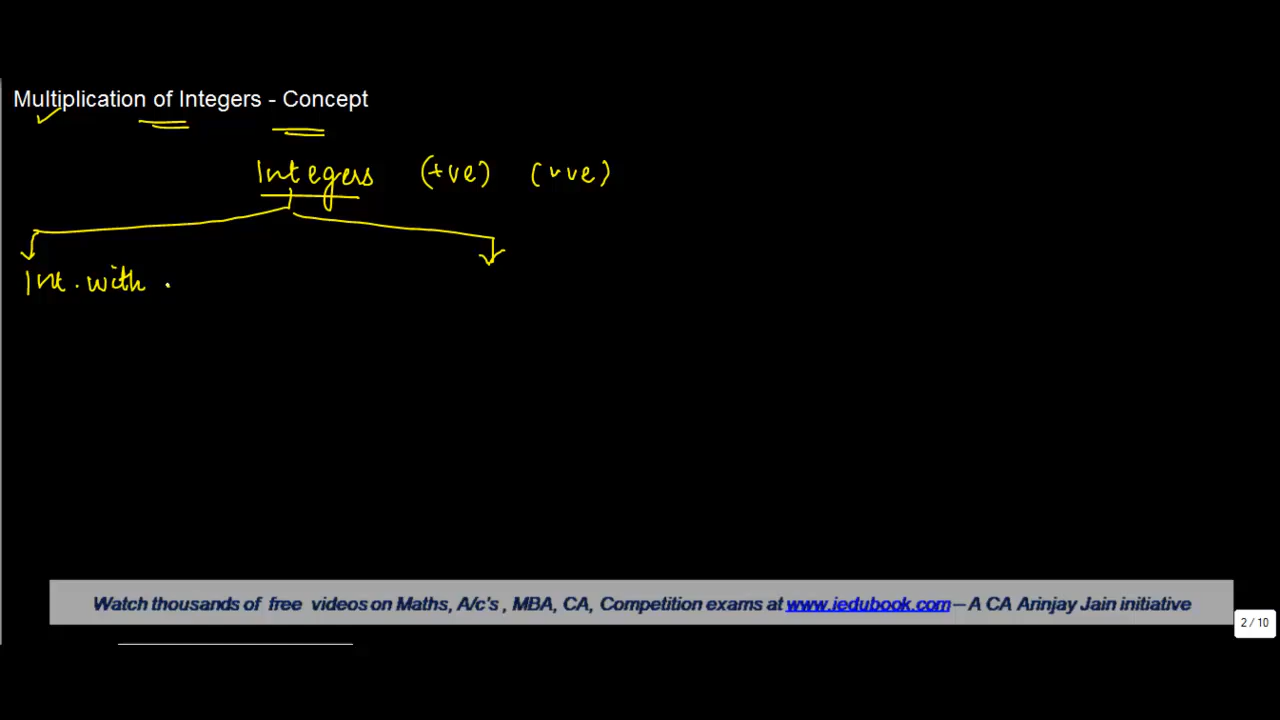 Multiplication of Integers - Concept
Integers (+ve) (-ve)
Int. with .
Watch thousands of free videos on Maths, A/c's , MBA, CA, Competition exams at www.iedubook.com – A CA Arinjay Jain initiative
2 / 10